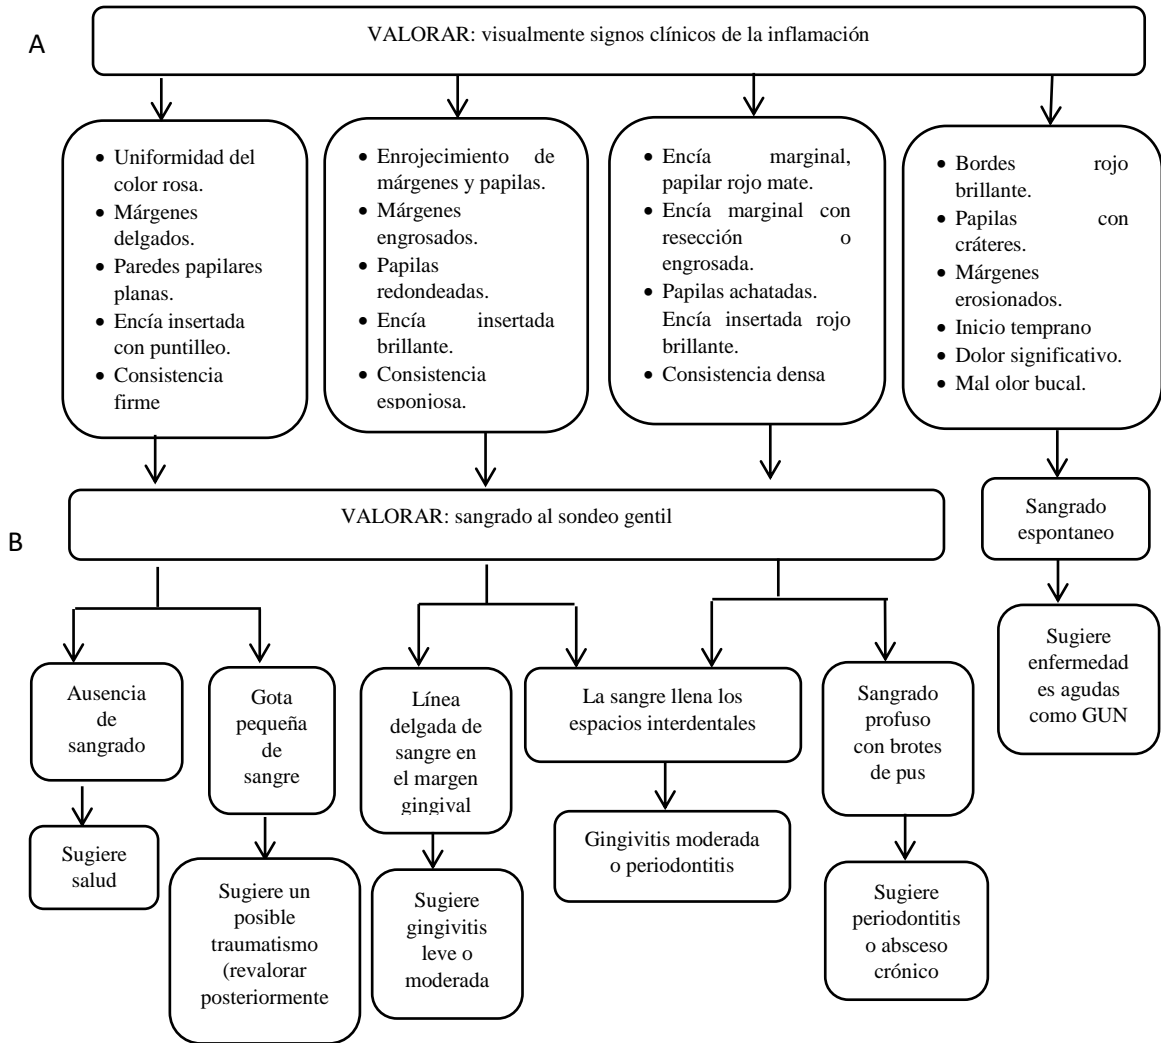 A
VALORAR: visualmente signos clínicos de la inflamación
• Uniformidad del
color rosa.
• Márgenes
delgados.
• Paredes papilares
planas.
• Encía insertada
con puntilleo.
• Consistencia
firme
• Enrojecimiento de
márgenes y papilas.
• Márgenes
engrosados.
• Papilas
redondeadas.
• Encía insertada
brillante.
• Consistencia
esponjosa.
• Encía marginal,
papilar rojo mate.
• Encía marginal con
resección o
engrosada.
• Papilas achatadas.
Encía insertada rojo
brillante.
• Consistencia densa
• Bordes rojo
brillante.
• Papilas con
cráteres.
• Márgenes
erosionados.
• Inicio temprano
• Dolor significativo.
• Mal olor bucal.
B
VALORAR: sangrado al sondeo gentil
Sangrado
espontaneo
Ausencia
de
sangrado
Gota
pequeña
de
sangre
Línea
delgada de
sangre en
el margen
gingival
La sangre llena los
espacios interdentales
Sangrado
profuso
con brotes
de pus
Sugiere
enfermedad
es agudas
como GUN
Sugiere
salud
Sugiere un
posible
traumatismo
(revalorar
posteriormente
Sugiere
gingivitis
leve o
moderada
Gingivitis moderada
o periodontitis
Sugiere
periodontitis
o absceso
crónico